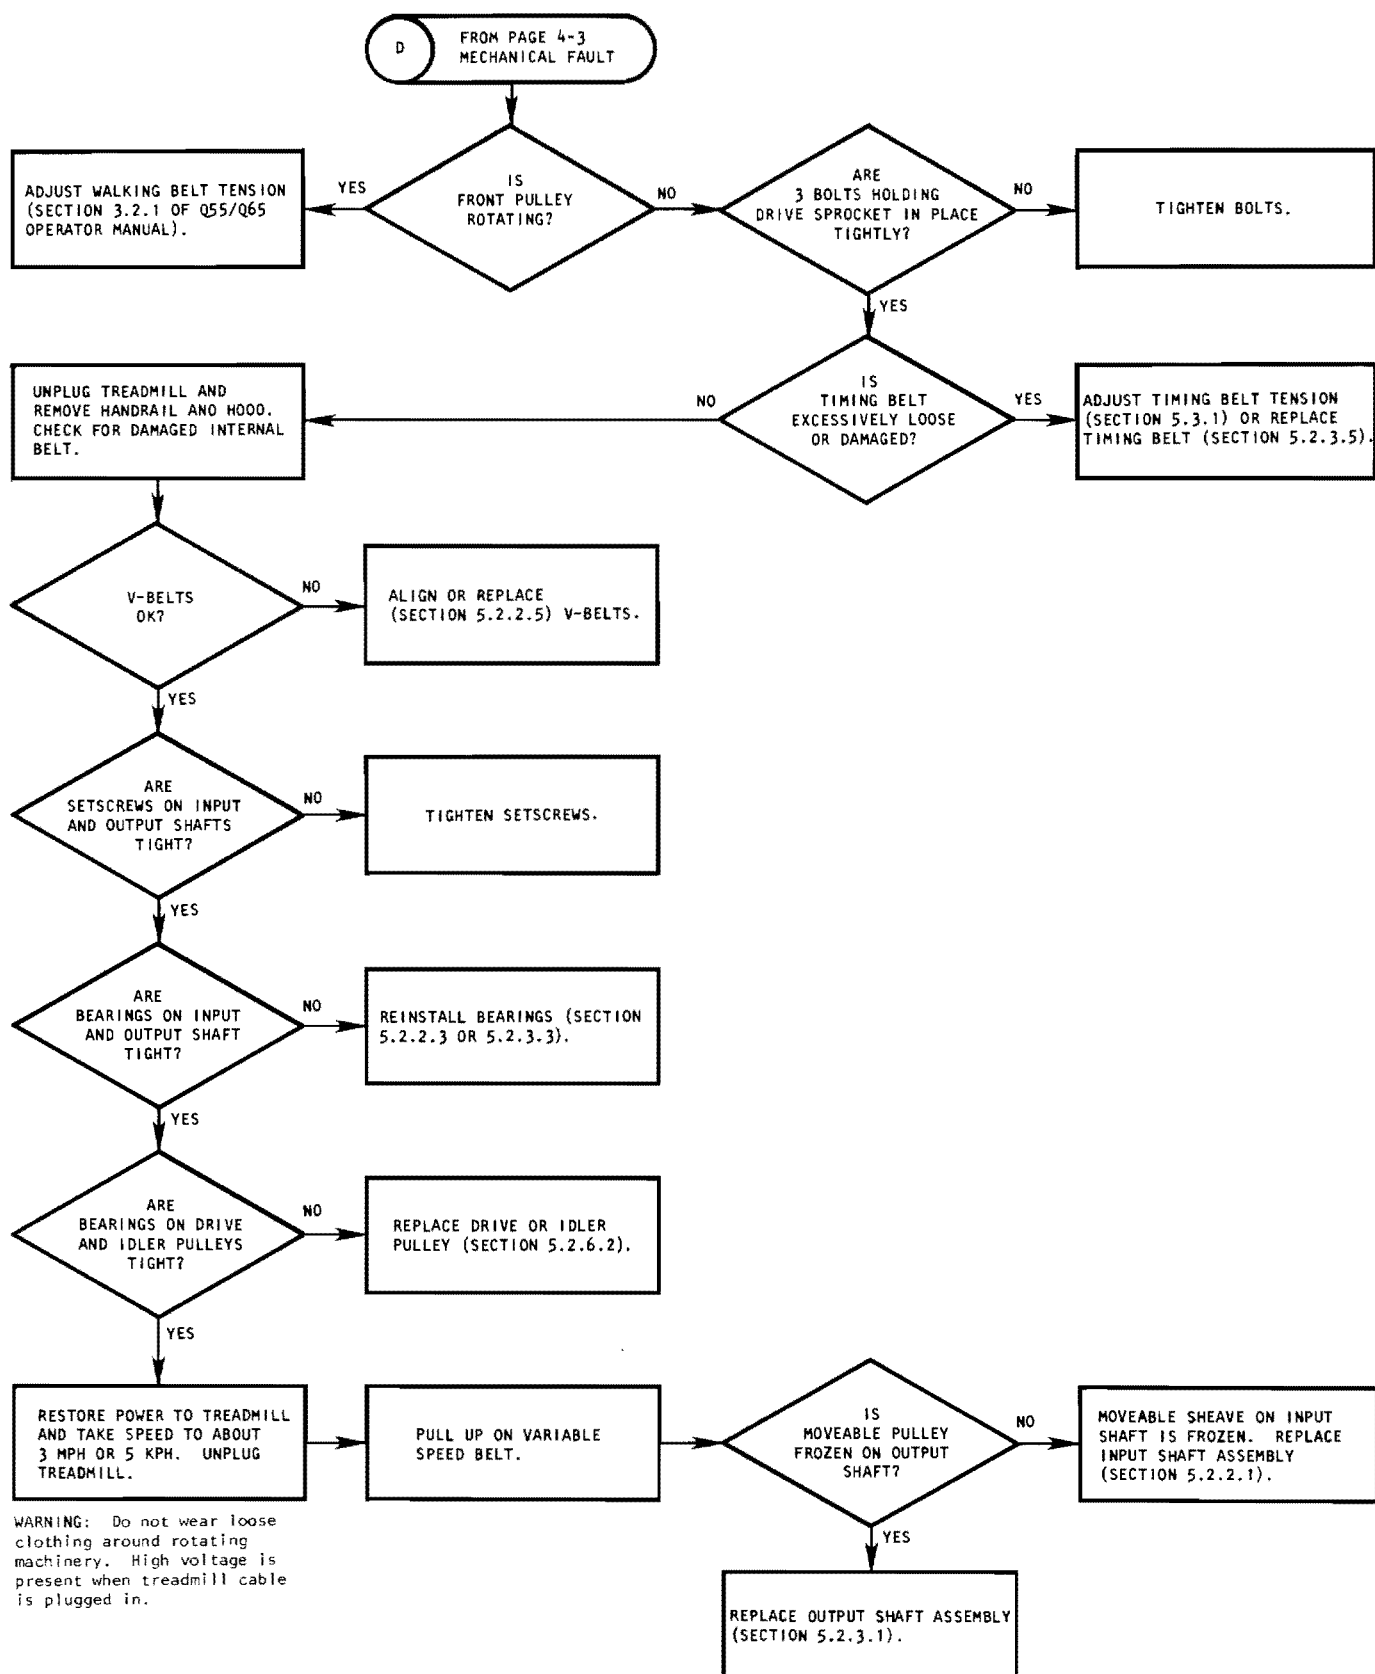 D
FROM PAGE 4-3
MECHANICAL FAULT
IS
FRONT PULLEY
ROTATING?
YES
ADJUST WALKING BELT TENSION
(SECTION 3.2.1 OF Q55/Q65
OPERATOR MANUAL).
NO
ARE
3 BOLTS HOLDING
DRIVE SPROCKET IN PLACE
TIGHTLY?
NO
TIGHTEN BOLTS.
YES
IS
TIMING BELT
EXCESSIVELY LOOSE
OR DAMAGED?
YES
ADJUST TIMING BELT TENSION
(SECTION 5.3.1) OR REPLACE
TIMING BELT (SECTION 5.2.3.5).
NO
UNPLUG TREADMILL AND
REMOVE HANDRAIL ANO HOOO.
CHECK FOR DAMAGED INTERNAL
BELT.
V-BELTS
OK?
NO
ALIGN OR REPLACE
(SECTION 5.2.2.5) V-BELTS.
YES
ARE
SETSCREWS ON INPUT
AND OUTPUT SHAFTS
TIGHT?
NO
TIGHTEN SETSCREWS.
YES
ARE
BEARINGS ON INPUT
AND OUTPUT SHAFT
TIGHT?
NO
REINSTALL BEARINGS (SECTION
5.2.2.3 OR 5.2.3.3).
YES
ARE
BEARINGS ON DRIVE
AND IDLER PULLEYS
TIGHT?
NO
REPLACE DRIVE OR IDLER
PULLEY (SECTION 5.2.6.2).
YES
RESTORE POWER TO TREADMILL
AND TAKE SPEED TO ABOUT
3 MPH OR 5 KPH. UNPLUG
TREADMILL.
PULL UP ON VARIABLE
SPEED BELT.
IS
MOVEABLE PULLEY
FROZEN ON OUTPUT
SHAFT?
NO
MOVEABLE SHEAVE ON INPUT
SHAFT IS FROZEN. REPLACE
INPUT SHAFT ASSEMBLY
(SECTION 5.2.2.1).
YES
REPLACE OUTPUT SHAFT ASSEMBLY
(SECTION 5.2.3.1).
WARNING: Do not wear loose
clothing around rotating
machinery. High voltage is
present when treadmill cable
is plugged in.